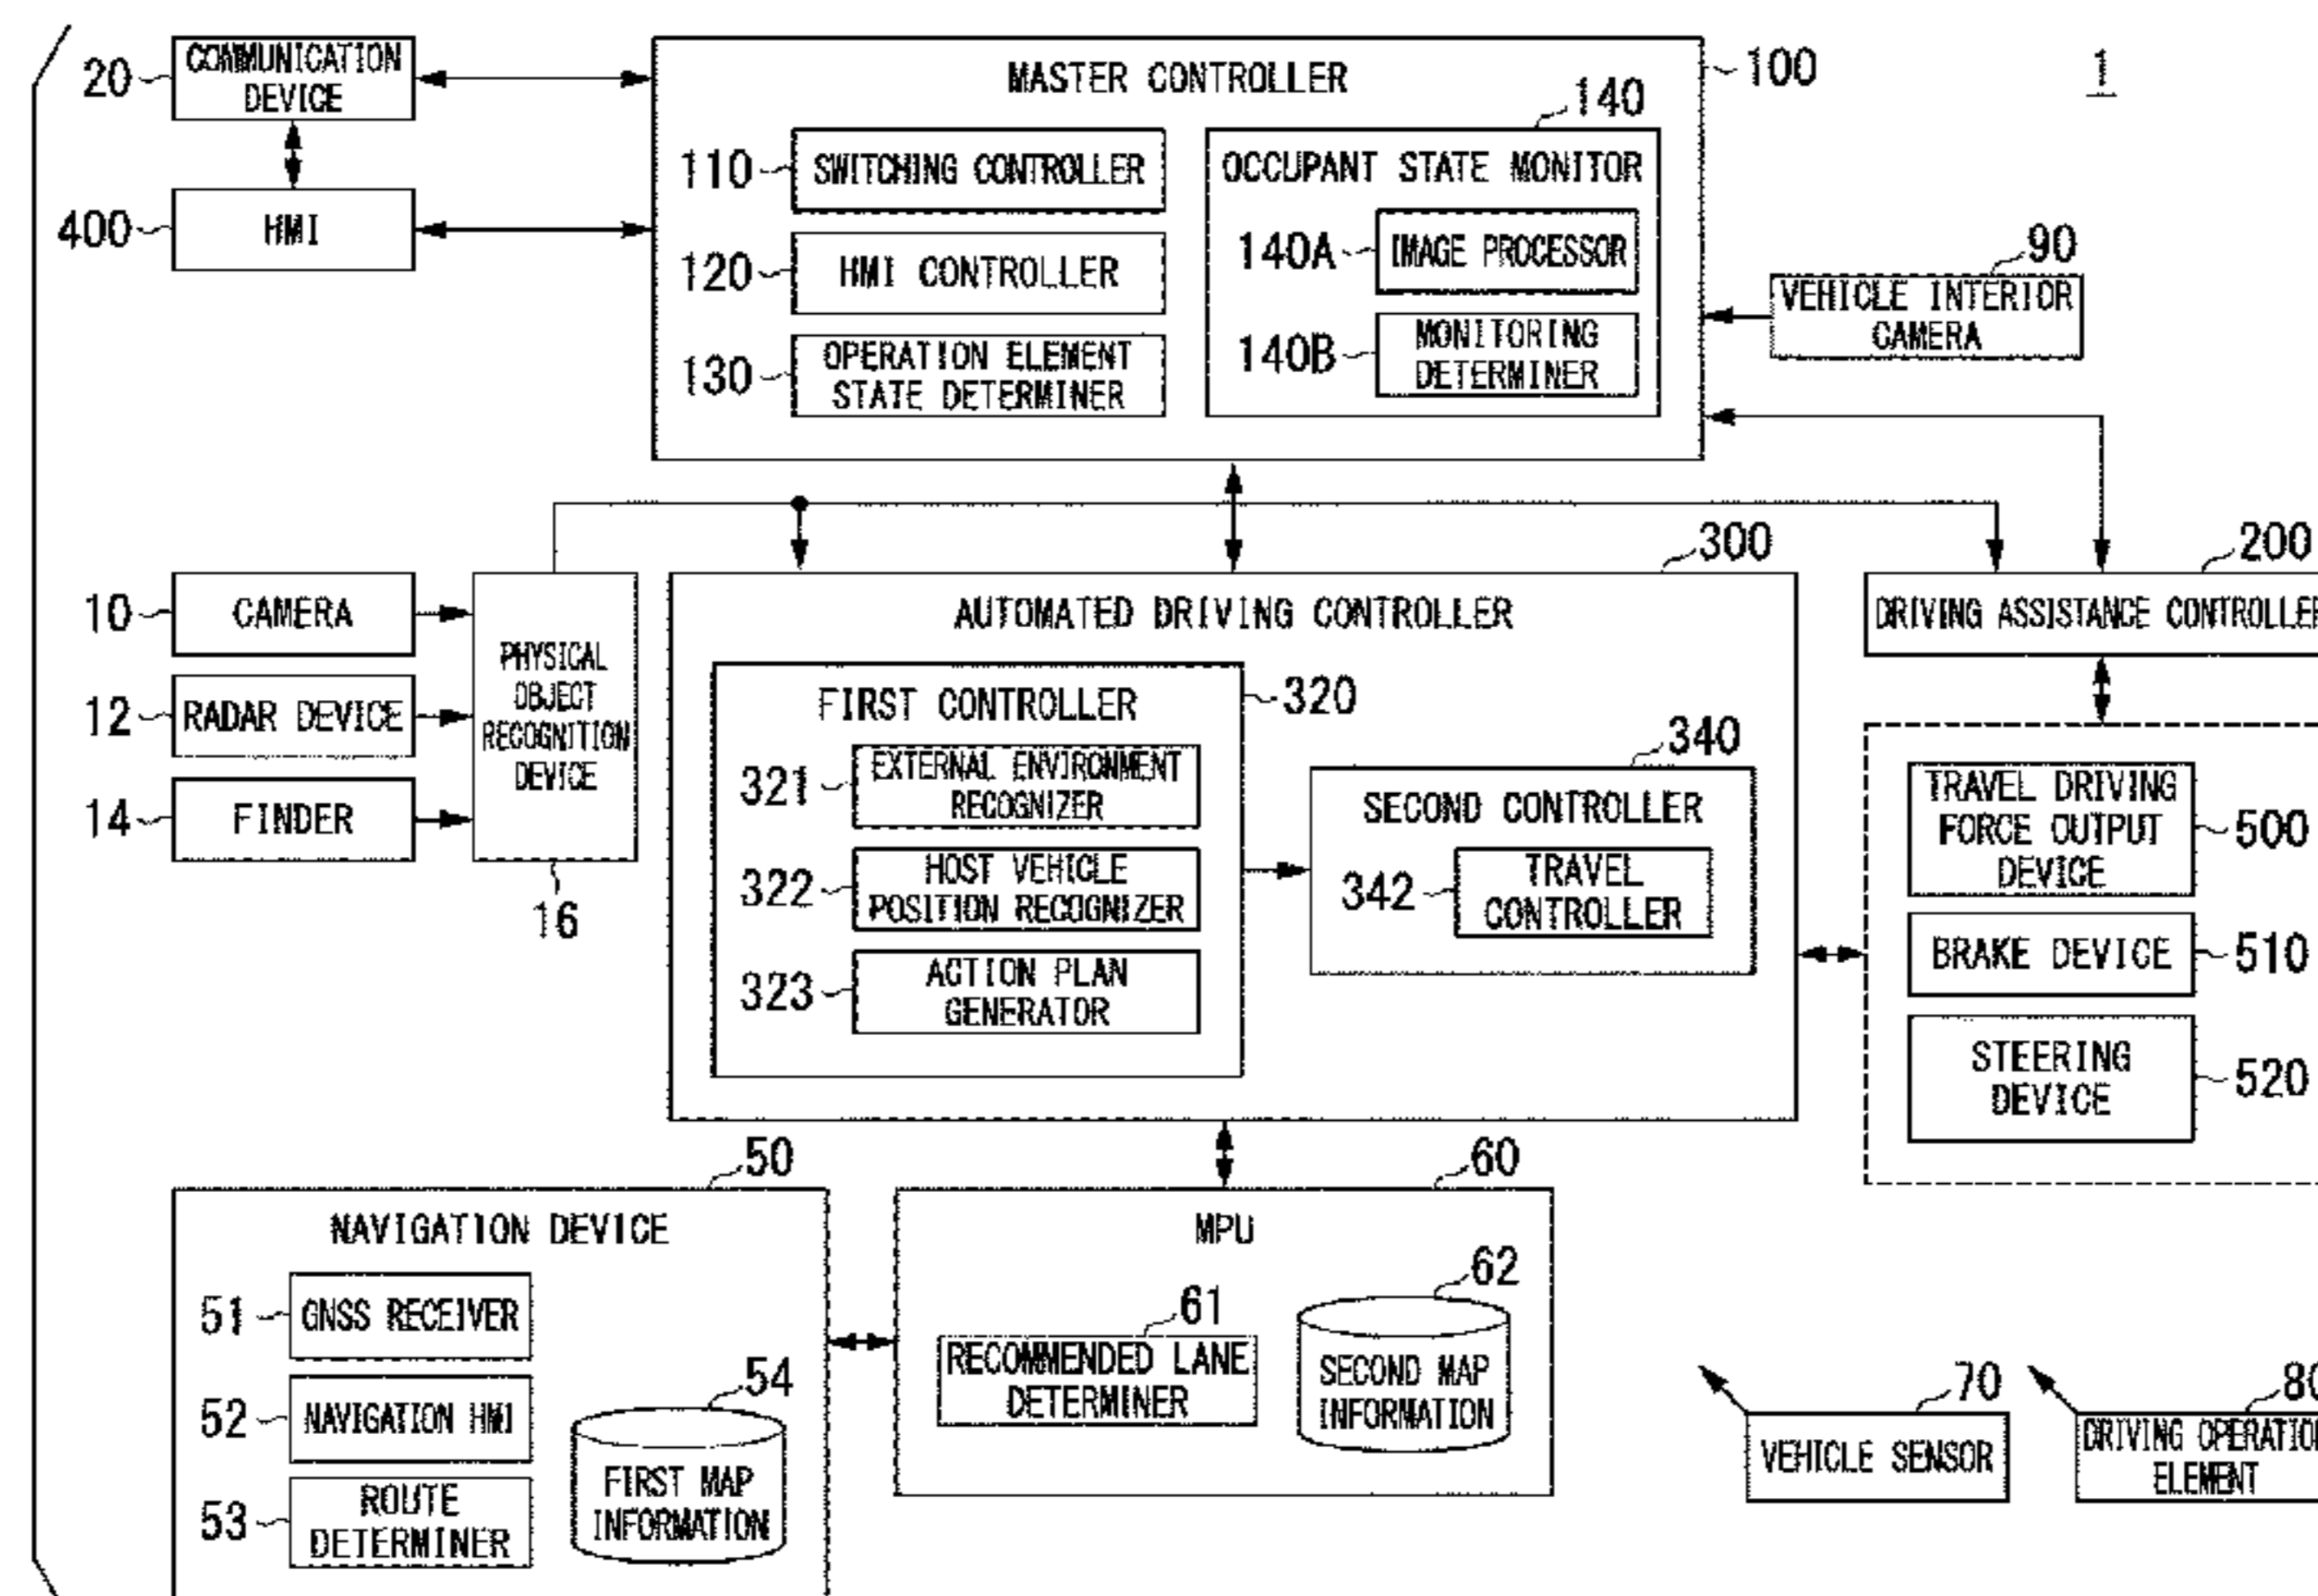 1
20
COMMUNICATION
DEVICE
400
HMI
MASTER CONTROLLER
100
110
SWITCHING CONTROLLER
120
HMI CONTROLLER
130
OPERATION ELEMENT
STATE DETERMINER
140
OCCUPANT STATE MONITOR
140A
IMAGE PROCESSOR
140B
MONITORING
DETERMINER
90
VEHICLE INTERIOR
CAMERA
10
CAMERA
12
RADAR DEVICE
14
FINDER
PHYSICAL
OBJECT
RECOGNITION
DEVICE
16
300
AUTOMATED DRIVING CONTROLLER
FIRST CONTROLLER
320
321
EXTERNAL ENVIRONMENT
RECOGNIZER
322
HOST VEHICLE
POSITION RECOGNIZER
323
ACTION PLAN
GENERATOR
340
SECOND CONTROLLER
342
TRAVEL
CONTROLLER
200
DRIVING ASSISTANCE CONTROLLER
TRAVEL DRIVING
FORCE OUTPUT
DEVICE
500
BRAKE DEVICE
510
STEERING
DEVICE
520
50
NAVIGATION DEVICE
51
GNSS RECEIVER
52
NAVIGATION HMI
53
ROUTE
DETERMINER
54
FIRST MAP
INFORMATION
60
MPU
61
RECOMMENDED LANE
DETERMINER
62
SECOND MAP
INFORMATION
70
VEHICLE SENSOR
80
DRIVING OPERATION
ELEMENT